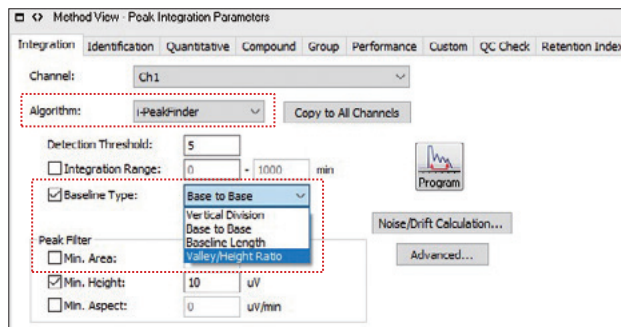 Method View - Peak Integration Parameters
Integration Identification Quantitative Compound Group Performance Custom QC Check Retention Index
Channel: Ch1
Algorithm: i-PeakFinder Copy to All Channels
Detection Threshold: 5
Integration Range: 0 - 1000 min
Program
Baseline Type: Base to Base
Vertical Division
Base to Base
Noise/Drift Calculation...
Baseline Length
Peak Filter
Valley/Height Ratio
Min. Area:
Advanced...
Min. Height: 10 uV
Min. Aspect: 0 uV/min